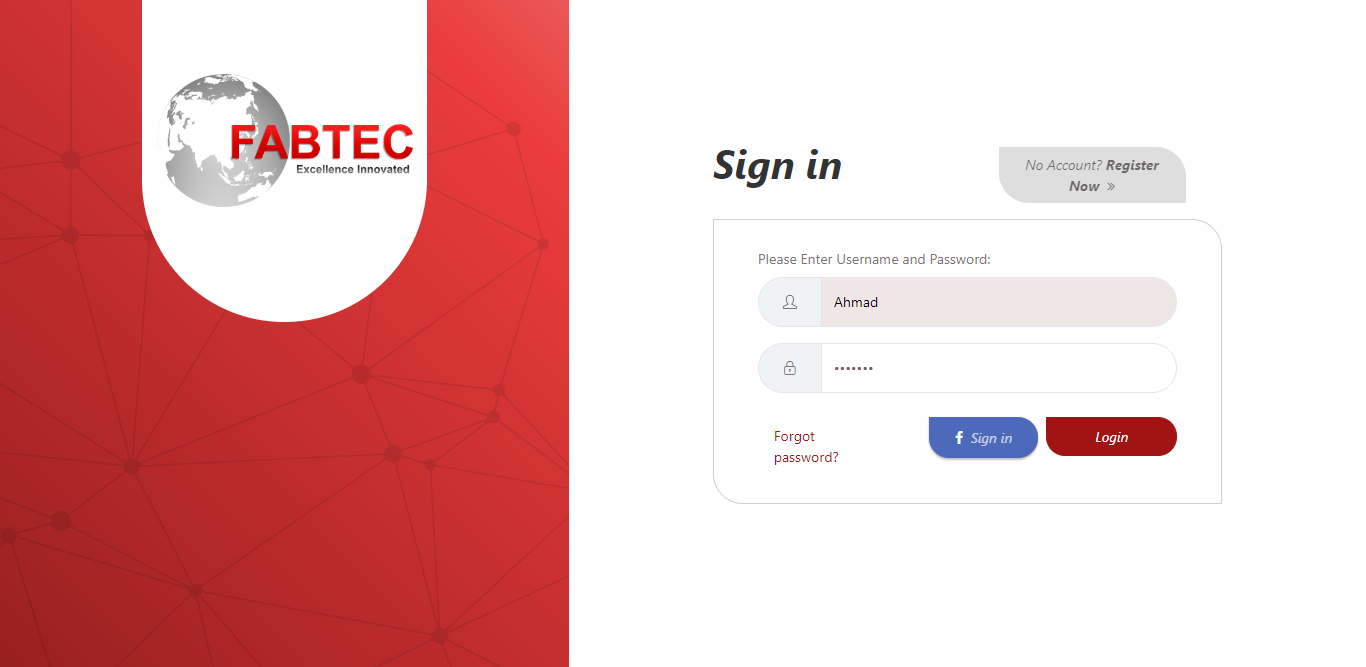 FABTEC
Excellence Innovated
Sign in
No Account? Register
Now »
Please Enter Username and Password:
Ahmad
•••••••
Forgot
password?
f Sign in
Login